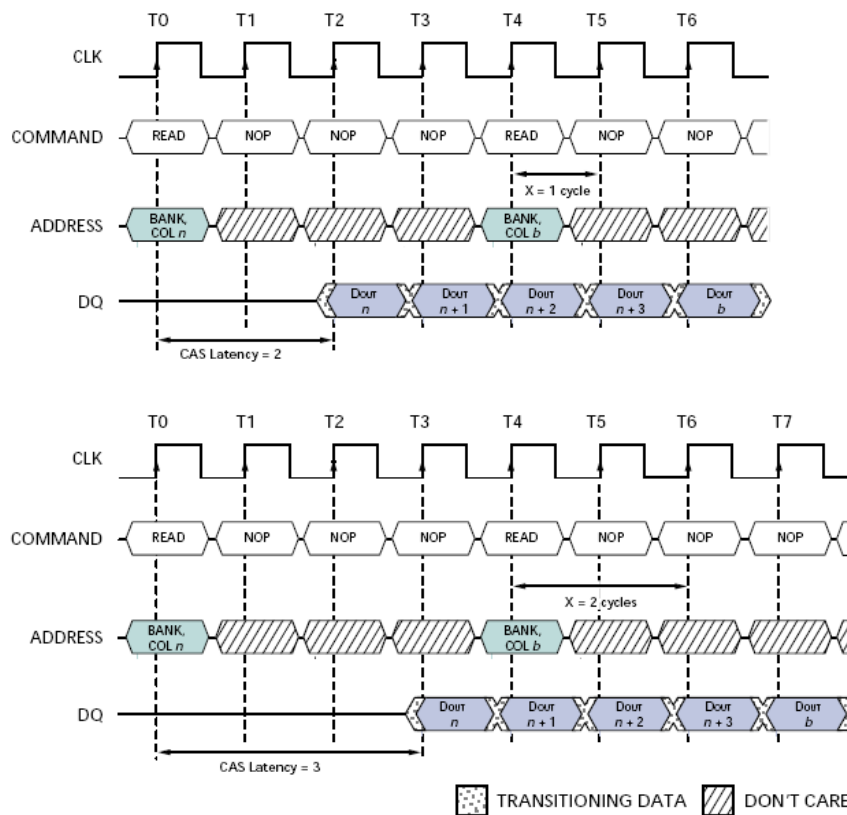 T0 T1 T2 T3 T4 T5 T6
CLK
COMMAND READ NOP NOP NOP READ NOP NOP
X = 1 cycle
ADDRESS BANK, COL n BANK, COL b
DQ DOUT n DOUT n + 1 DOUT n + 2 DOUT n + 3 DOUT b
CAS Latency = 2
T0 T1 T2 T3 T4 T5 T6 T7
CLK
COMMAND READ NOP NOP NOP READ NOP NOP NOP
X = 2 cycles
ADDRESS BANK, COL n BANK, COL b
DQ DOUT n DOUT n + 1 DOUT n + 2 DOUT n + 3 DOUT b
CAS Latency = 3
TRANSITIONING DATA DON'T CARE